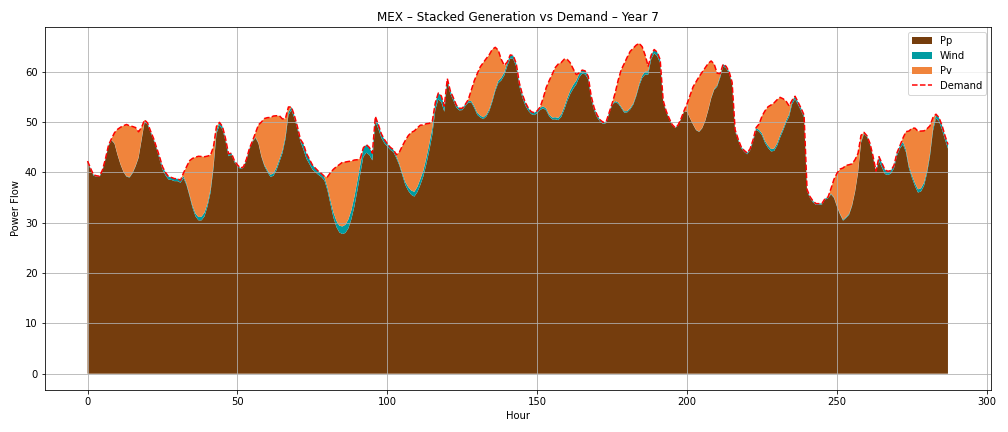 MEX – Stacked Generation vs Demand – Year 7
Power Flow
60
50
40
30
20
10
0
Pp
Wind
Pv
Demand
0 50 100 150 200 250 300
Hour